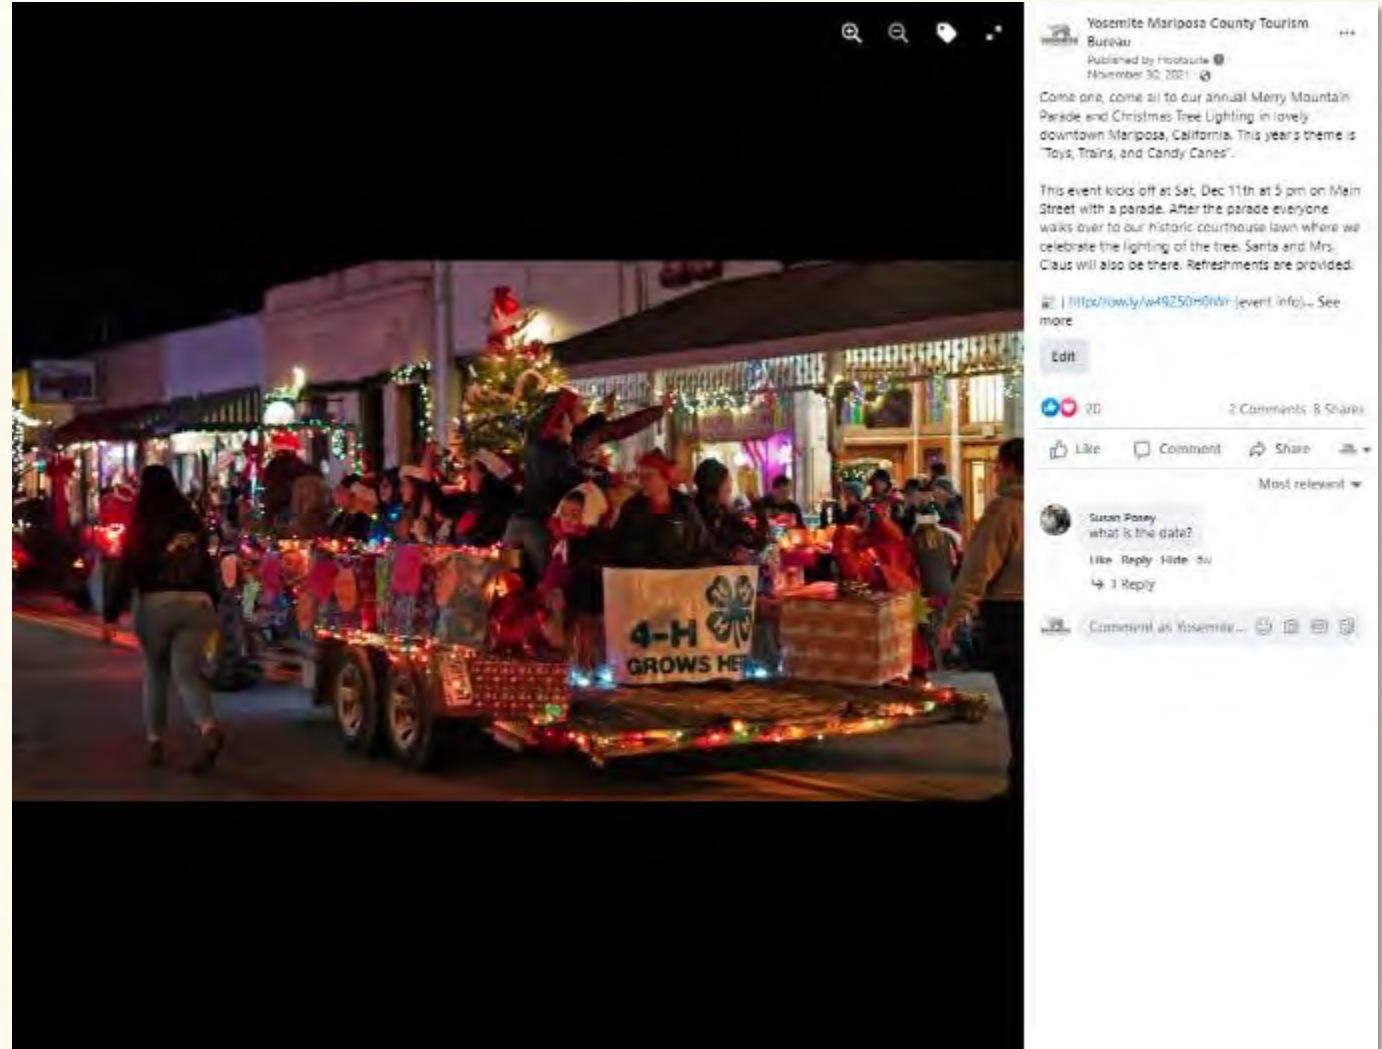 Yosemite Mariposa County Tourism
Bureau
Published by Hootsuite
November 30, 2021
Come one, come all to our annual Merry Mountain
Parade and Christmas Tree Lighting in lovely
downtown Mariposa, California. This year's theme is
"Toys, Trains, and Candy Canes".
This event kicks off at Sat, Dec 11th at 5 pm on Main
Street with a parade. After the parade everyone
walks over to our historic courthouse lawn where we
celebrate the lighting of the tree. Santa and Mrs.
Claus will also be there. Refreshments are provided.
(event info)... See
more
Edit
20
2 Comments 8 Shares
Like Comment Share
Most relevant
Susan Posey
what is the date?
Like Reply Hide 5w
1 Reply
Comment as Yosemite...
4-H
GROWS HE